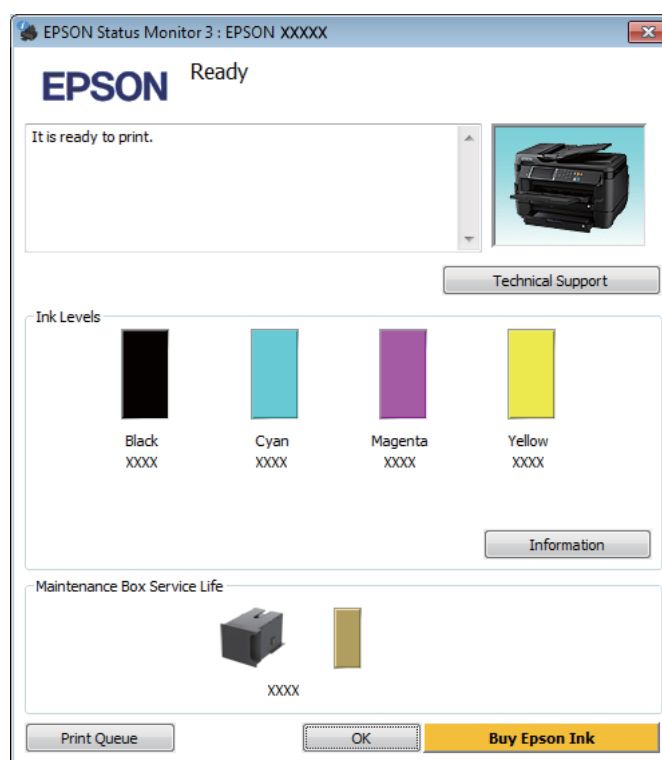 EPSON Status Monitor 3 : EPSON XXXXX
EPSON
Ready
It is ready to print.
Technical Support
Ink Levels
Black Cyan Magenta Yellow
XXXX XXXX XXXX XXXX
Information
Maintenance Box Service Life
XXXX
Print Queue OK Buy Epson Ink